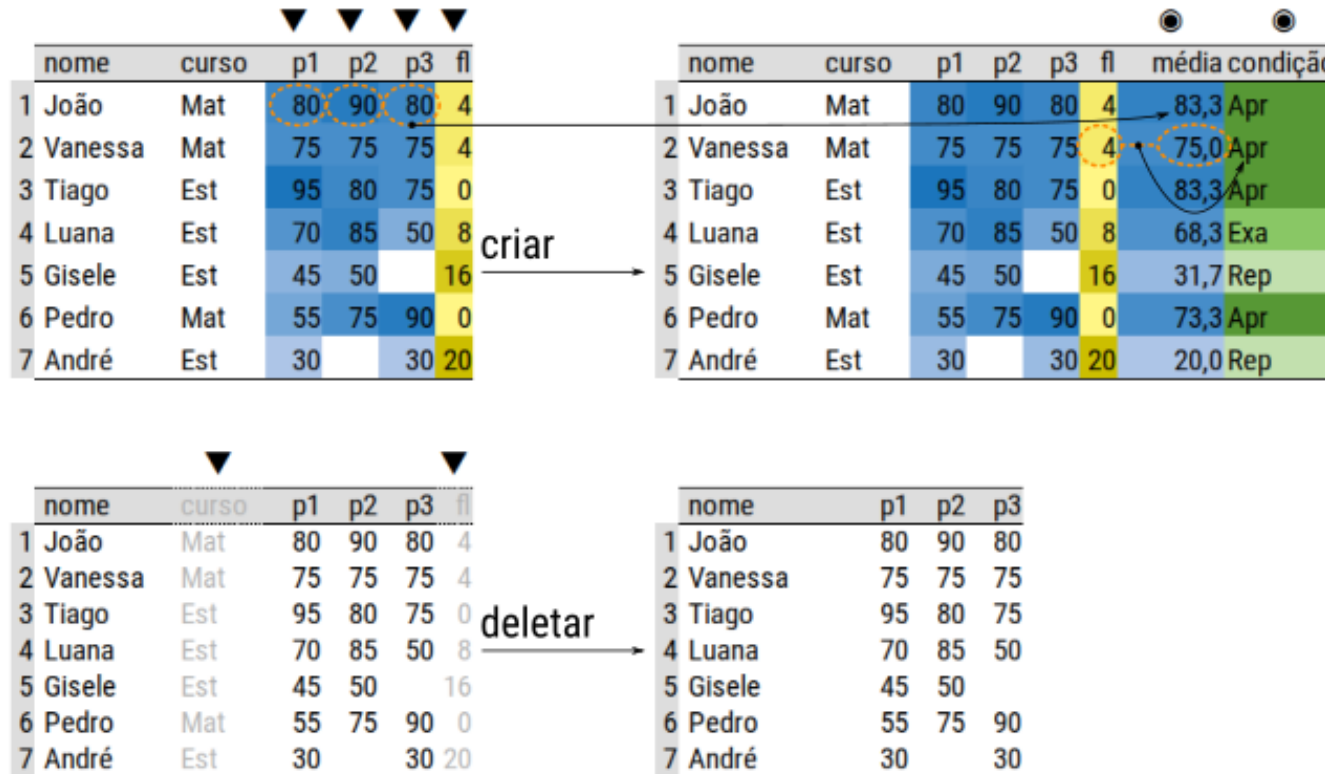 nome curso p1 p2 p3 fl
1 João Mat 80 90 80 4
2 Vanessa Mat 75 75 75 4
3 Tiago Est 95 80 75 0
4 Luana Est 70 85 50 8
5 Gisele Est 45 50 16
6 Pedro Mat 55 75 90 0
7 André Est 30 30 20
criar
nome curso p1 p2 p3 fl média condição
1 João Mat 80 90 80 4 83,3 Apr
2 Vanessa Mat 75 75 75 4 75,0 Apr
3 Tiago Est 95 80 75 0 83,3 Apr
4 Luana Est 70 85 50 8 68,3 Exa
5 Gisele Est 45 50 16 31,7 Rep
6 Pedro Mat 55 75 90 0 73,3 Apr
7 André Est 30 30 20 20,0 Rep
nome curso p1 p2 p3 fl
1 João Mat 80 90 80 4
2 Vanessa Mat 75 75 75 4
3 Tiago Est 95 80 75 0
4 Luana Est 70 85 50 8
5 Gisele Est 45 50 16
6 Pedro Mat 55 75 90 0
7 André Est 30 30 20
deletar
nome p1 p2 p3
1 João 80 90 80
2 Vanessa 75 75 75
3 Tiago 95 80 75
4 Luana 70 85 50
5 Gisele 45 50
6 Pedro 55 75 90
7 André 30 30